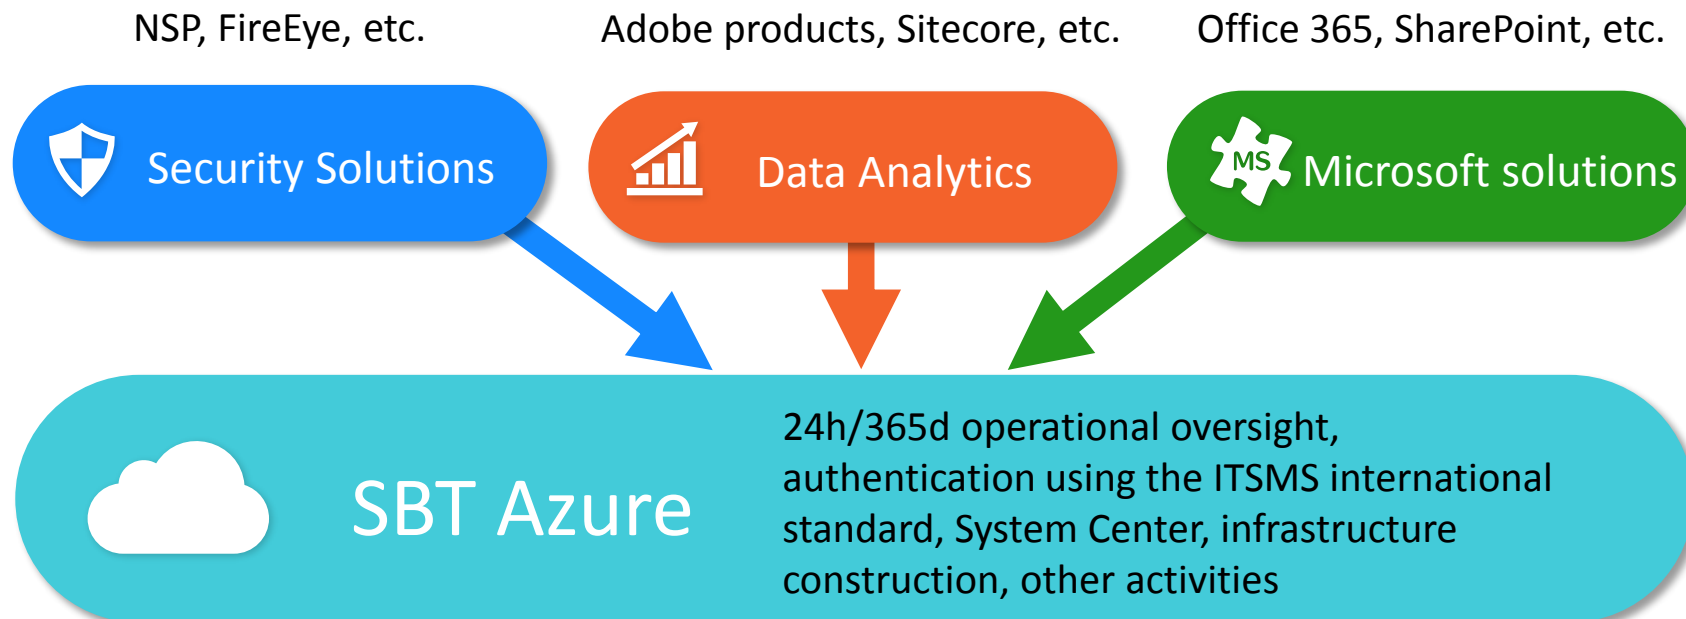 NSP, FireEye, etc.
Adobe products, Sitecore, etc.
Office 365, SharePoint, etc.
Security Solutions
Data Analytics
MS
Microsoft solutions
SBT Azure
24h/365d operational oversight,
authentication using the ITSMS international
standard, System Center, infrastructure
construction, other activities